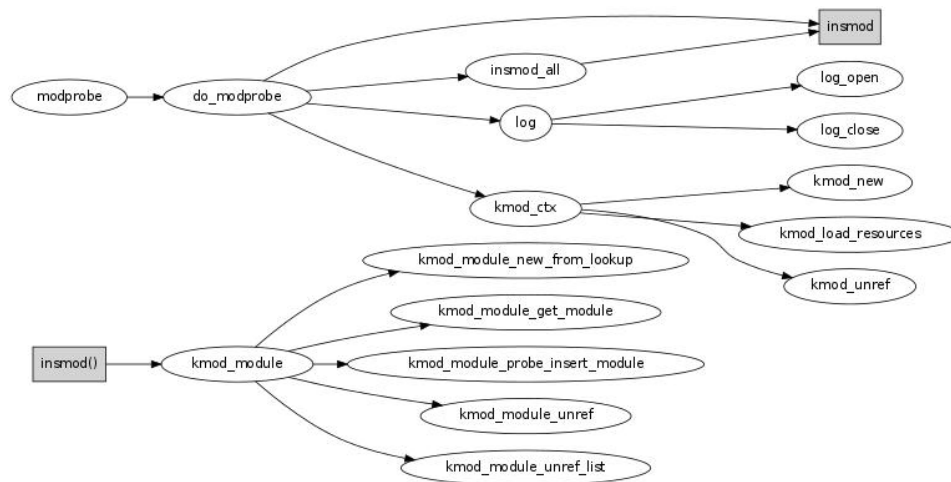 insmod
insmod_all
log_open
modprobe
do_modprobe
log
log_close
kmod_new
kmod_ctx
kmod_load_resources
kmod_module_new_from_lookup
kmod_unref
kmod_module_get_module
insmod()
kmod_module
kmod_module_probe_insert_module
kmod_module_unref
kmod_module_unref_list